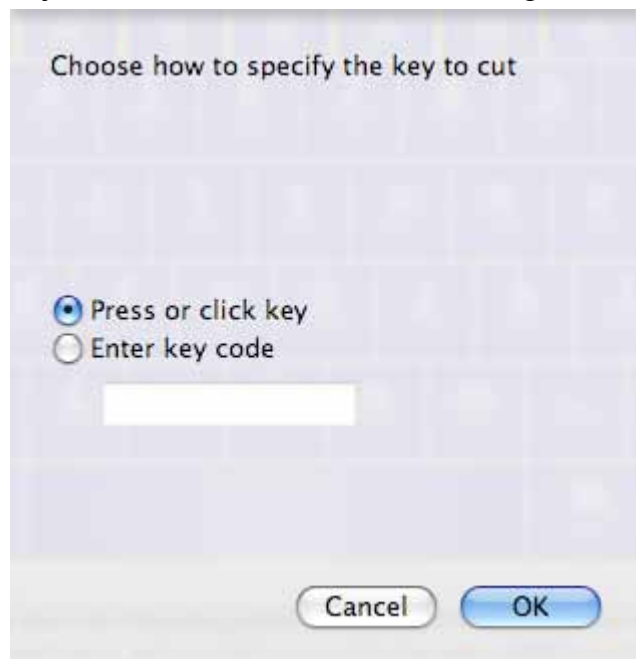 Choose how to specify the key to cut
Press or click key
Enter key code
Cancel OK